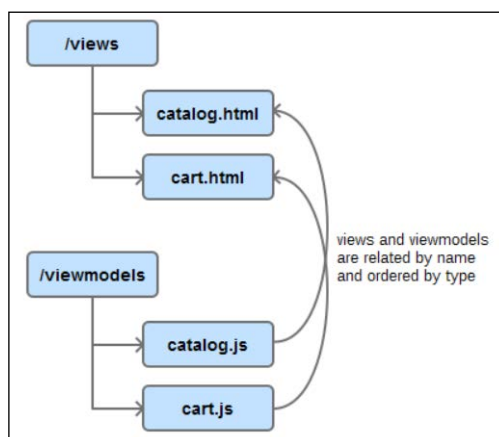 /views
catalog.html
cart.html
views and viewmodels
are related by name
and ordered by type
/viewmodels
catalog.js
cart.js